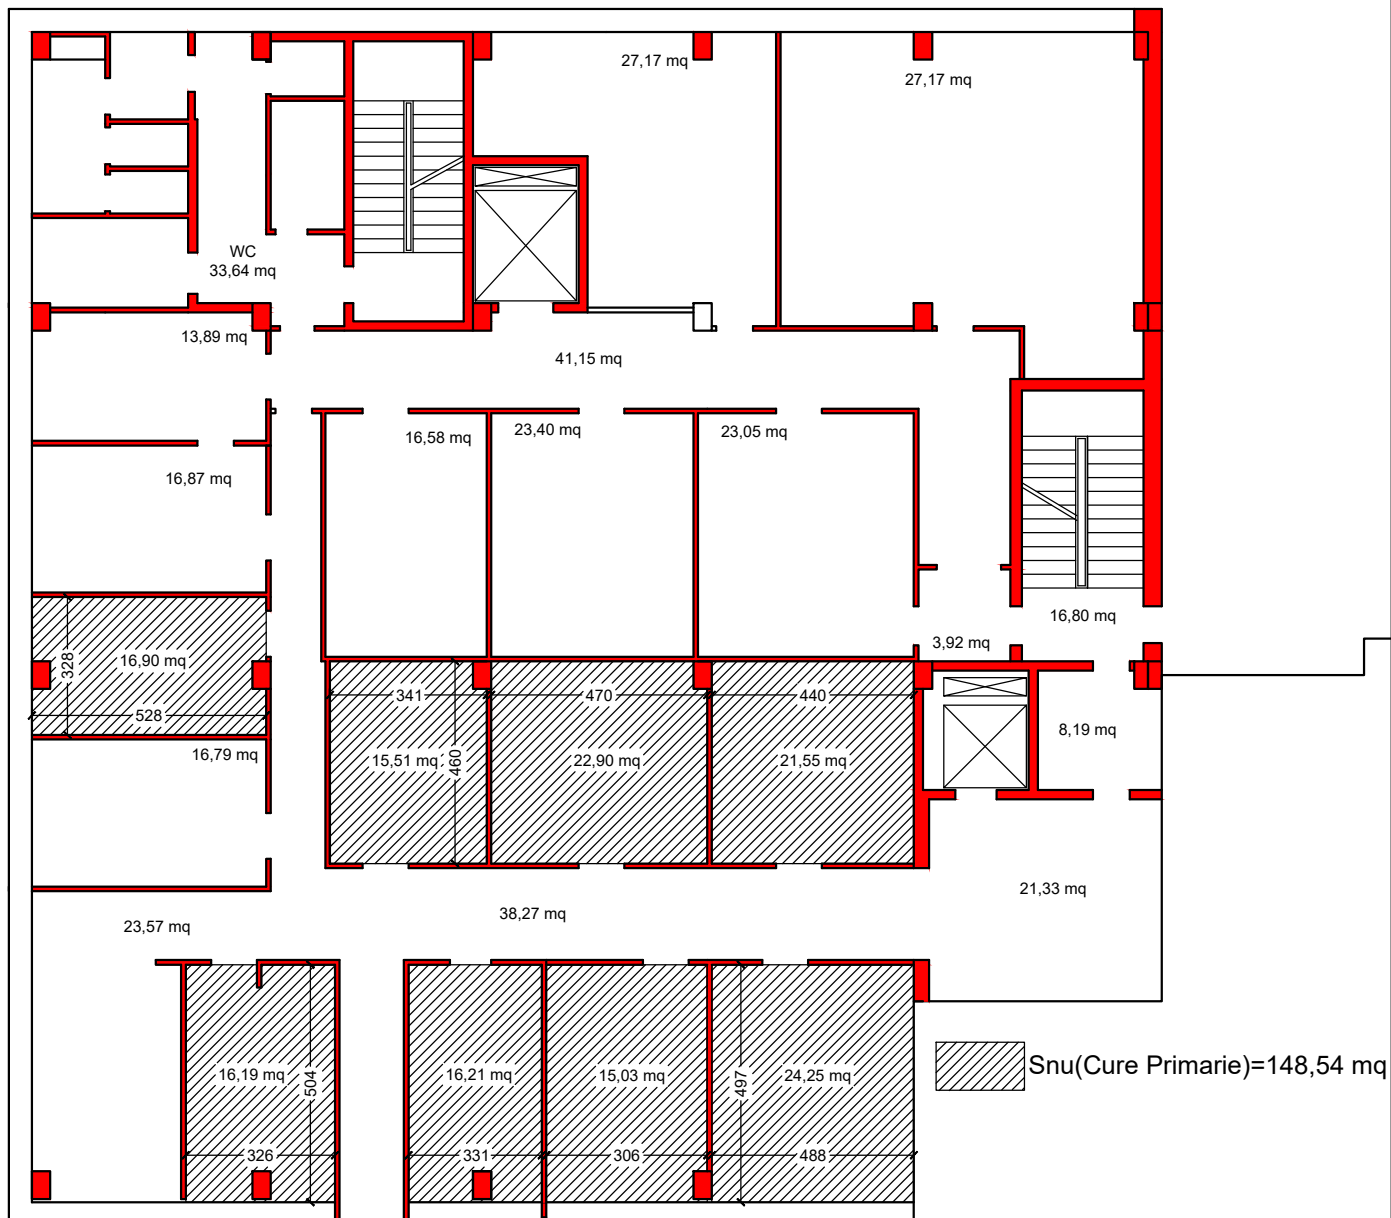 27,17 mq
27,17 mq
WC
33,64 mq
13,89 mq
41,15 mq
16,58 mq
23,40 mq
23,05 mq
16,87 mq
16,80 mq
3,92 mq
328
16,90 mq
528
341
470
440
8,19 mq
16,79 mq
15,51 mq
460
22,90 mq
21,55 mq
21,33 mq
38,27 mq
23,57 mq
16,19 mq
504
16,21 mq
15,03 mq
497
24,25 mq
Snu(Cure Primarie)=148,54 mq
326
331
306
488